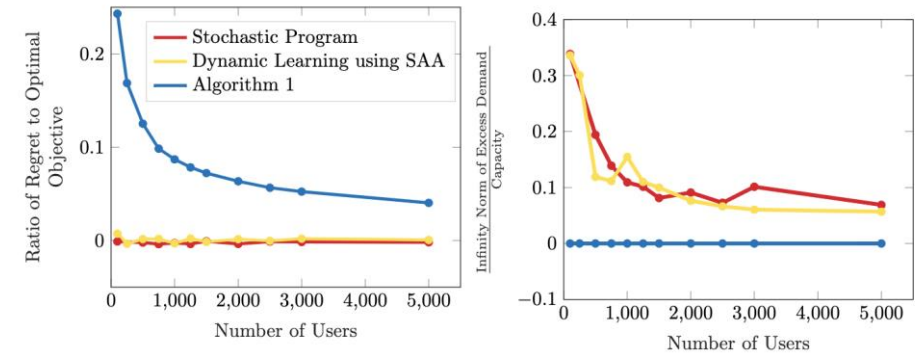 Ratio of Regret to Optimal
Objective
0.2
0.1
0
Stochastic Program
Dynamic Learning using SAA
Algorithm 1
0 1,000 2,000 3,000 4,000 5,000
Number of Users
Infinity Norm of Excess Demand
Capacity
0.4
0.3
0.2
0.1
0
−0.1
0 1,000 2,000 3,000 4,000 5,000
Number of Users